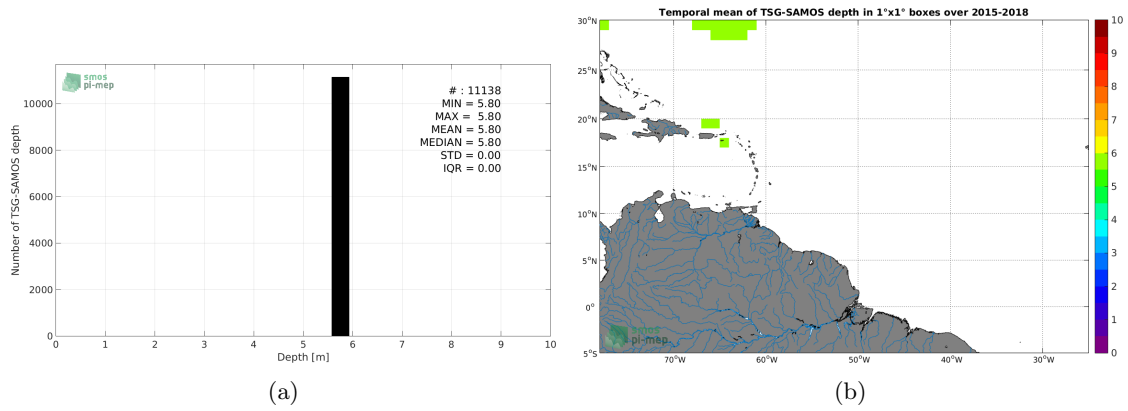 smos
pi-mep
Number of TSG-SAMOS depth
10000
8000
6000
4000
2000
0
# : 11138
MIN = 5.80
MAX = 5.80
MEAN = 5.80
MEDIAN = 5.80
STD = 0.00
IQR = 0.00
0 1 2 3 4 5 6 7 8 9 10
Depth [m]
(a)
Temporal mean of TSG-SAMOS depth in 1°x1° boxes over 2015-2018
30°N
25°N
20°N
15°N
10°N
5°N
0°
5°S
70°W 60°W 50°W 40°W 30°W
smos
pi-mep
10
9
8
7
6
5
4
3
2
1
0
(b)